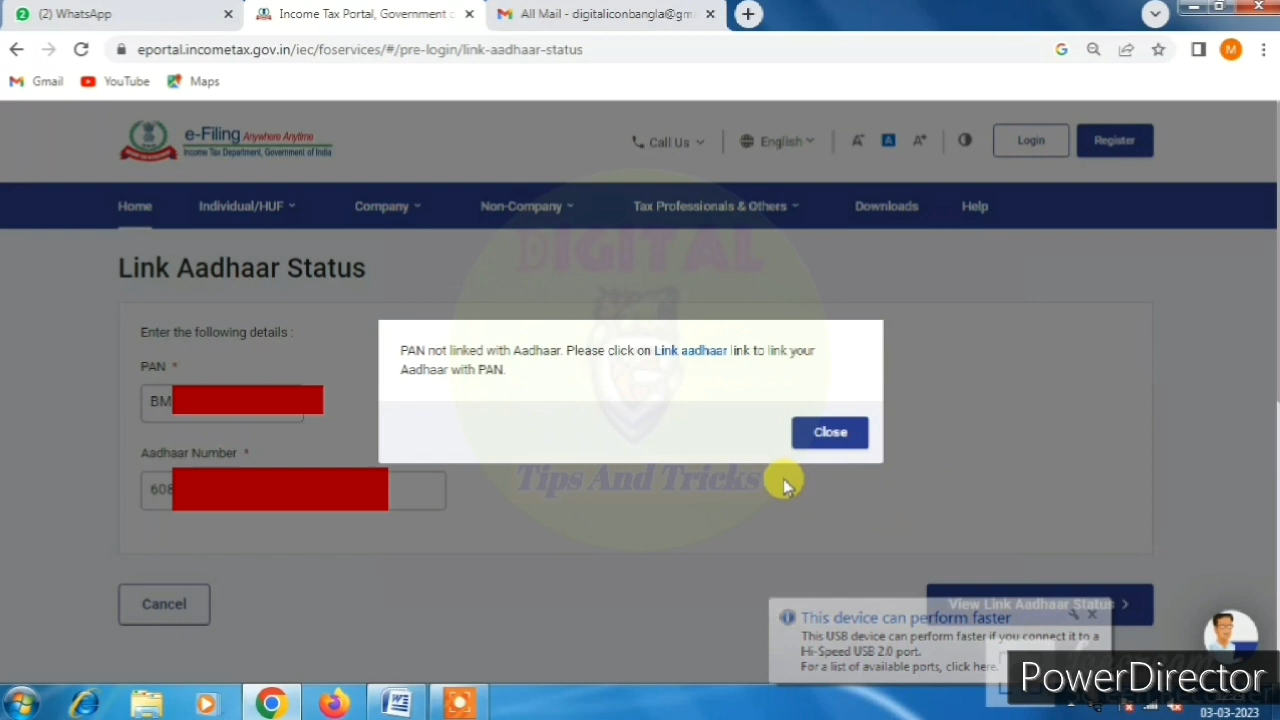 (2) WhatsApp
Income Tax Portal, Government o
All Mail - digitaliconbangla@gm
eportal.incometax.gov.in/iec/foservices/#/pre-login/link-aadhaar-status
M
Gmail YouTube Maps
e-Filing Anywhere Anytime
Income Tax Department, Government of India
Call Us English A- A A+ Login Register
Home Individual/HUF Company Non-Company Tax Professionals & Others Downloads Help
DIGITAL
Link Aadhaar Status
Enter the following details :
PAN *
BM
PAN not linked with Aadhaar. Please click on Link aadhaar link to link your
Aadhaar with PAN.
Close
Aadhaar Number *
608
Tips And Tricks
Cancel
View Link Aadhaar Status
This device can perform faster
This USB device can perform faster if you connect it to a
Hi-Speed USB 2.0 port.
For a list of available ports, click here.
PowerDirector
03-03-2023